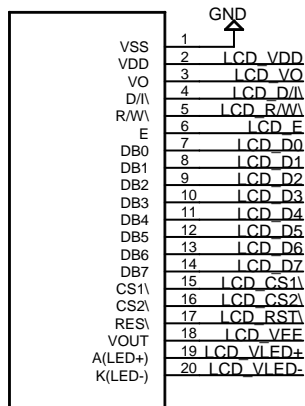 GND
VSS 1
VDD 2 LCD_VDD
VO 3 LCD_VO
D/I\ 4 LCD_D/I\
R/W\ 5 LCD_R/W\
E 6 LCD_E
DB0 7 LCD_D0
DB1 8 LCD_D1
DB2 9 LCD_D2
DB3 10 LCD_D3
DB4 11 LCD_D4
DB5 12 LCD_D5
DB6 13 LCD_D6
DB7 14 LCD_D7
CS1\ 15 LCD_CS1\
CS2\ 16 LCD_CS2\
RES\ 17 LCD_RST\
VOUT 18 LCD_VEE
A(LED+) 19 LCD_VLED+
K(LED-) 20 LCD_VLED-